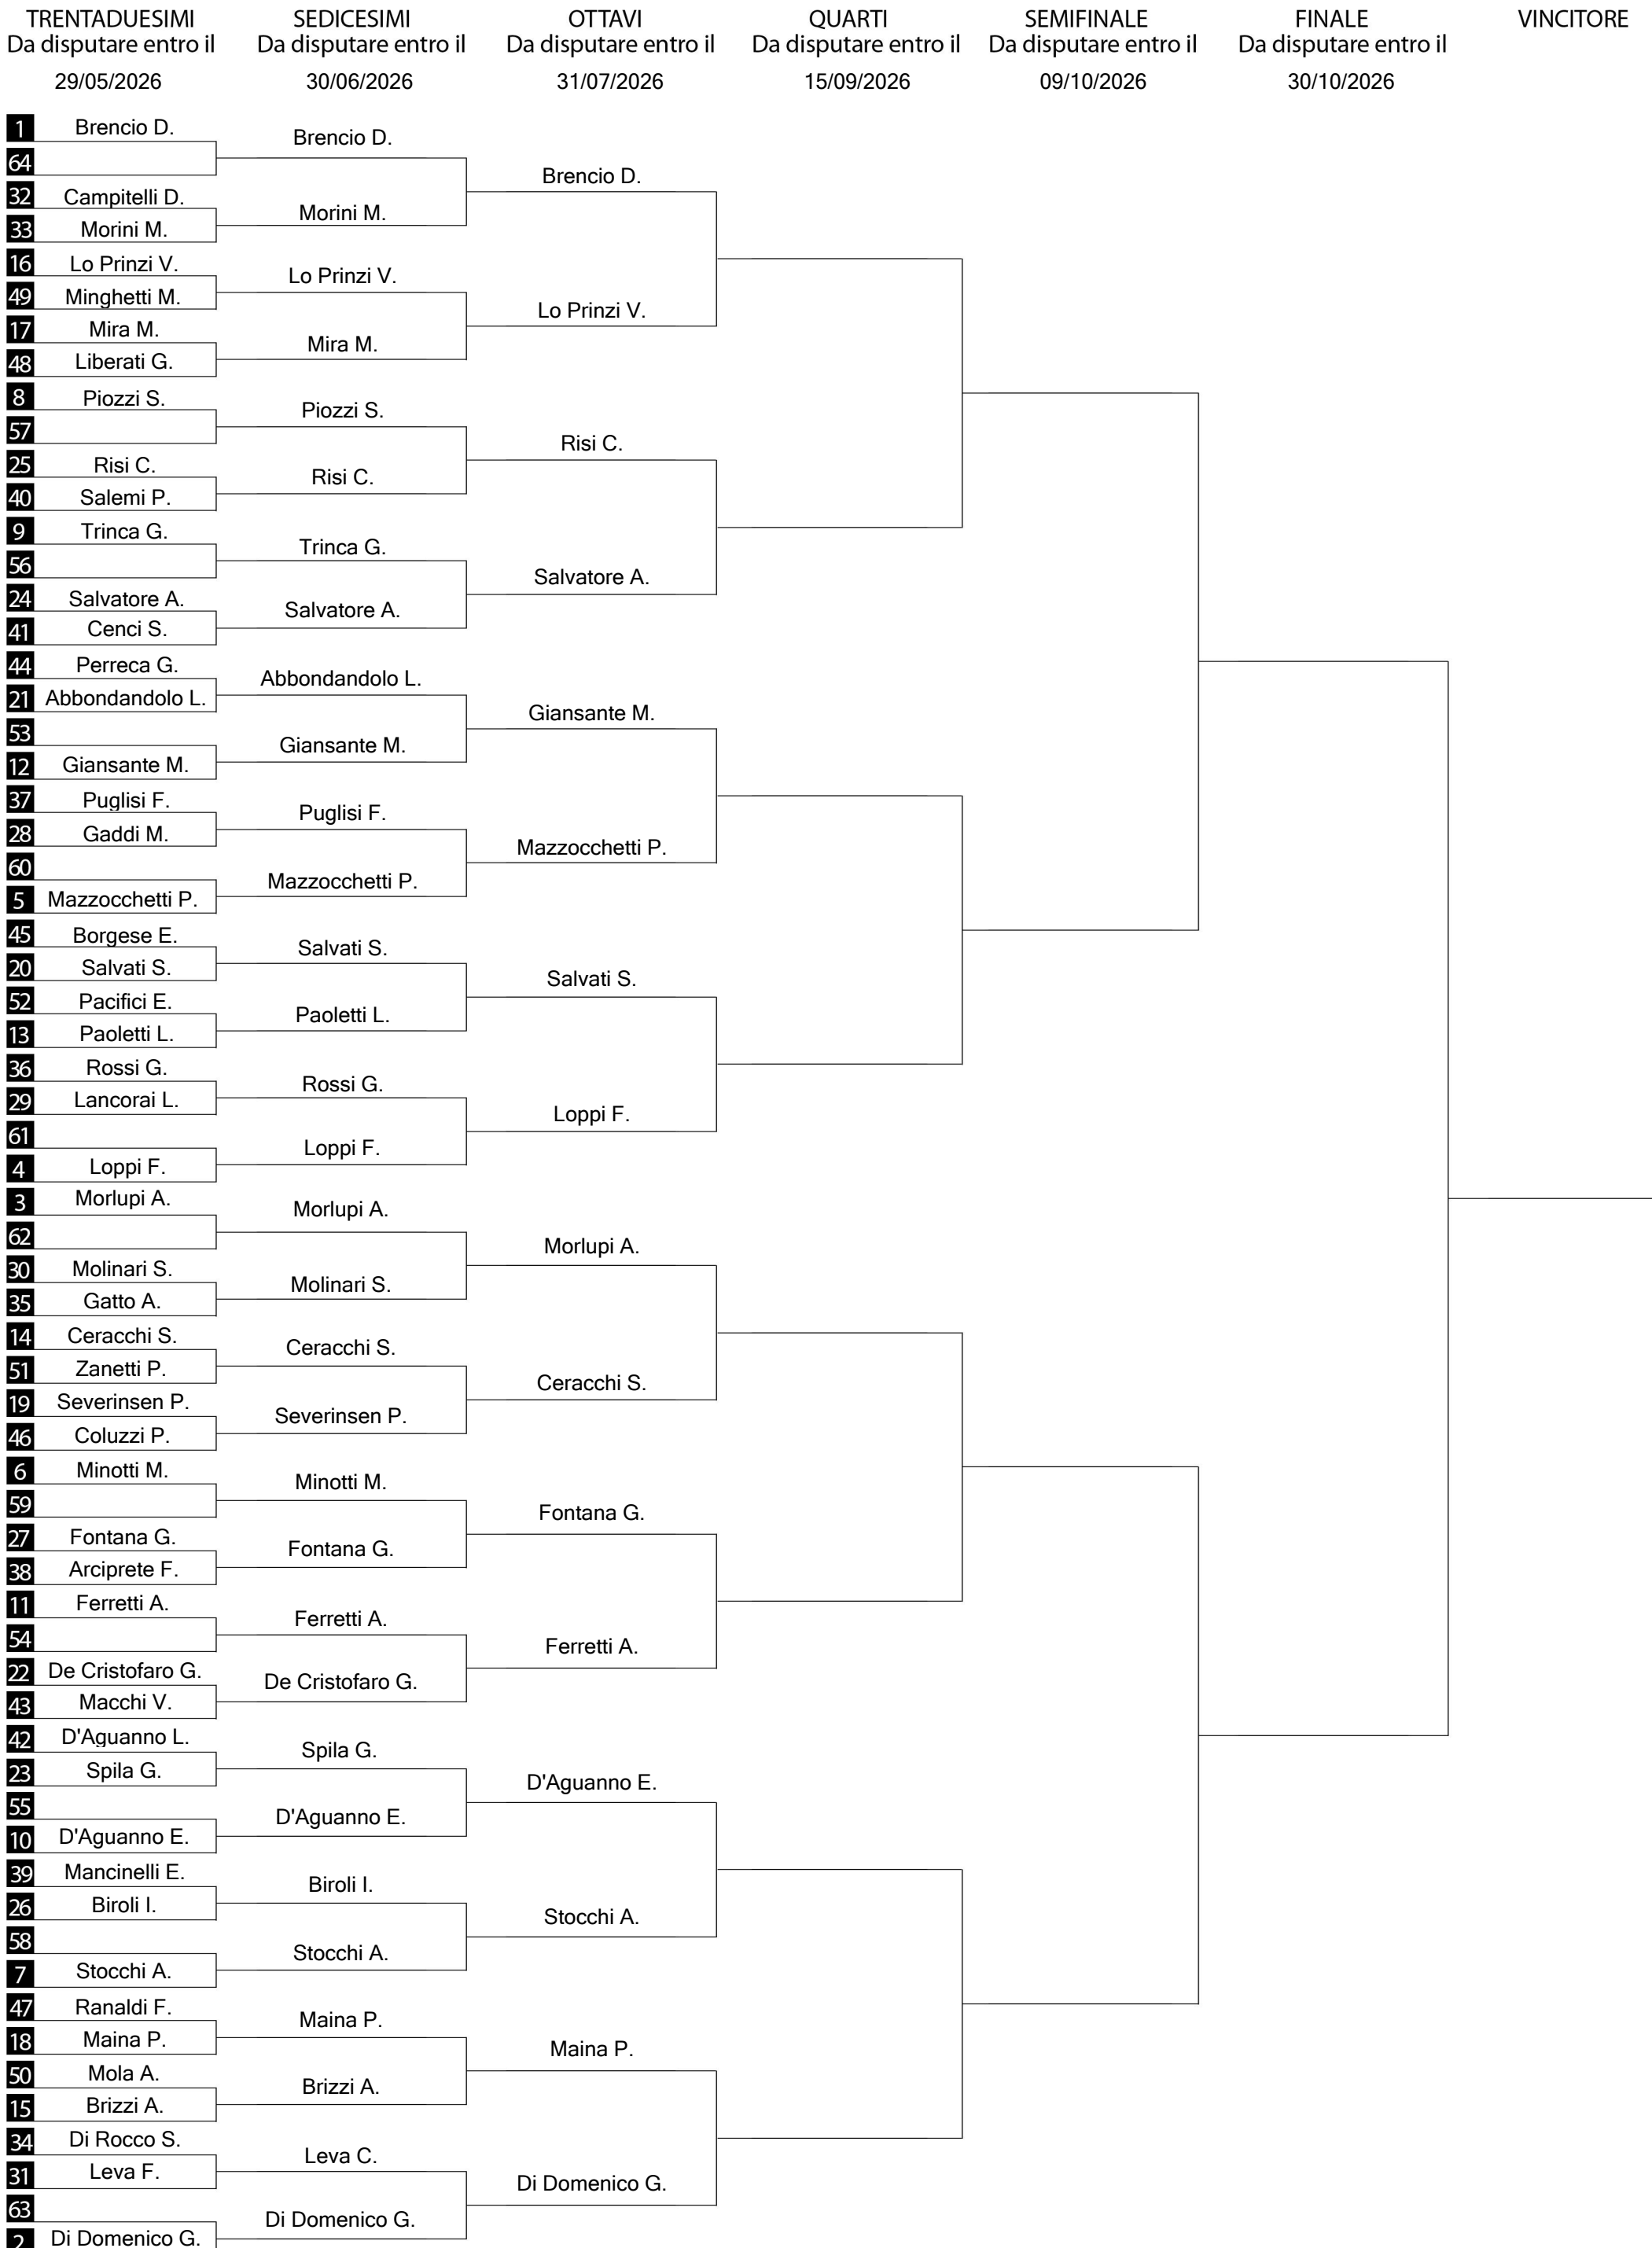 TRENTADUESIMI
Da disputare entro il
29/05/2026
SEDICESIMI
Da disputare entro il
30/06/2026
OTTAVI
Da disputare entro il
31/07/2026
QUARTI
Da disputare entro il
15/09/2026
SEMIFINALE
Da disputare entro il
09/10/2026
FINALE
Da disputare entro il
30/10/2026
VINCITORE
1 Brencio D.
64
32 Campitelli D.
33 Morini M.
16 Lo Prinzi V.
49 Minghetti M.
17 Mira M.
48 Liberati G.
8 Piozzi S.
57
25 Risi C.
40 Salemi P.
9 Trinca G.
56
24 Salvatore A.
41 Cenci S.
44 Perreca G.
21 Abbondandolo L.
53
12 Giansante M.
37 Puglisi F.
28 Gaddi M.
60
5 Mazzocchetti P.
45 Borgese E.
20 Salvati S.
52 Pacifici E.
13 Paoletti L.
36 Rossi G.
29 Lancorai L.
61
4 Loppi F.
3 Morlupi A.
62
30 Molinari S.
35 Gatto A.
14 Ceracchi S.
51 Zanetti P.
19 Severinsen P.
46 Coluzzi P.
6 Minotti M.
59
27 Fontana G.
38 Arciprete F.
11 Ferretti A.
54
22 De Cristofaro G.
43 Macchi V.
42 D'Aguanno L.
23 Spila G.
55
10 D'Aguanno E.
39 Mancinelli E.
26 Biroli I.
58
7 Stocchi A.
47 Ranaldi F.
18 Maina P.
50 Mola A.
15 Brizzi A.
34 Di Rocco S.
31 Leva F.
63
2 Di Domenico G.
Brencio D.
Morini M.
Lo Prinzi V.
Mira M.
Piozzi S.
Risi C.
Trinca G.
Salvatore A.
Abbondandolo L.
Giansante M.
Puglisi F.
Mazzocchetti P.
Salvati S.
Paoletti L.
Rossi G.
Loppi F.
Morlupi A.
Molinari S.
Ceracchi S.
Severinsen P.
Minotti M.
Fontana G.
Ferretti A.
De Cristofaro G.
Spila G.
D'Aguanno E.
Biroli I.
Stocchi A.
Maina P.
Brizzi A.
Leva C.
Di Domenico G.
Brencio D.
Lo Prinzi V.
Risi C.
Salvatore A.
Giansante M.
Mazzocchetti P.
Salvati S.
Loppi F.
Morlupi A.
Ceracchi S.
Fontana G.
Ferretti A.
D'Aguanno E.
Stocchi A.
Maina P.
Di Domenico G.